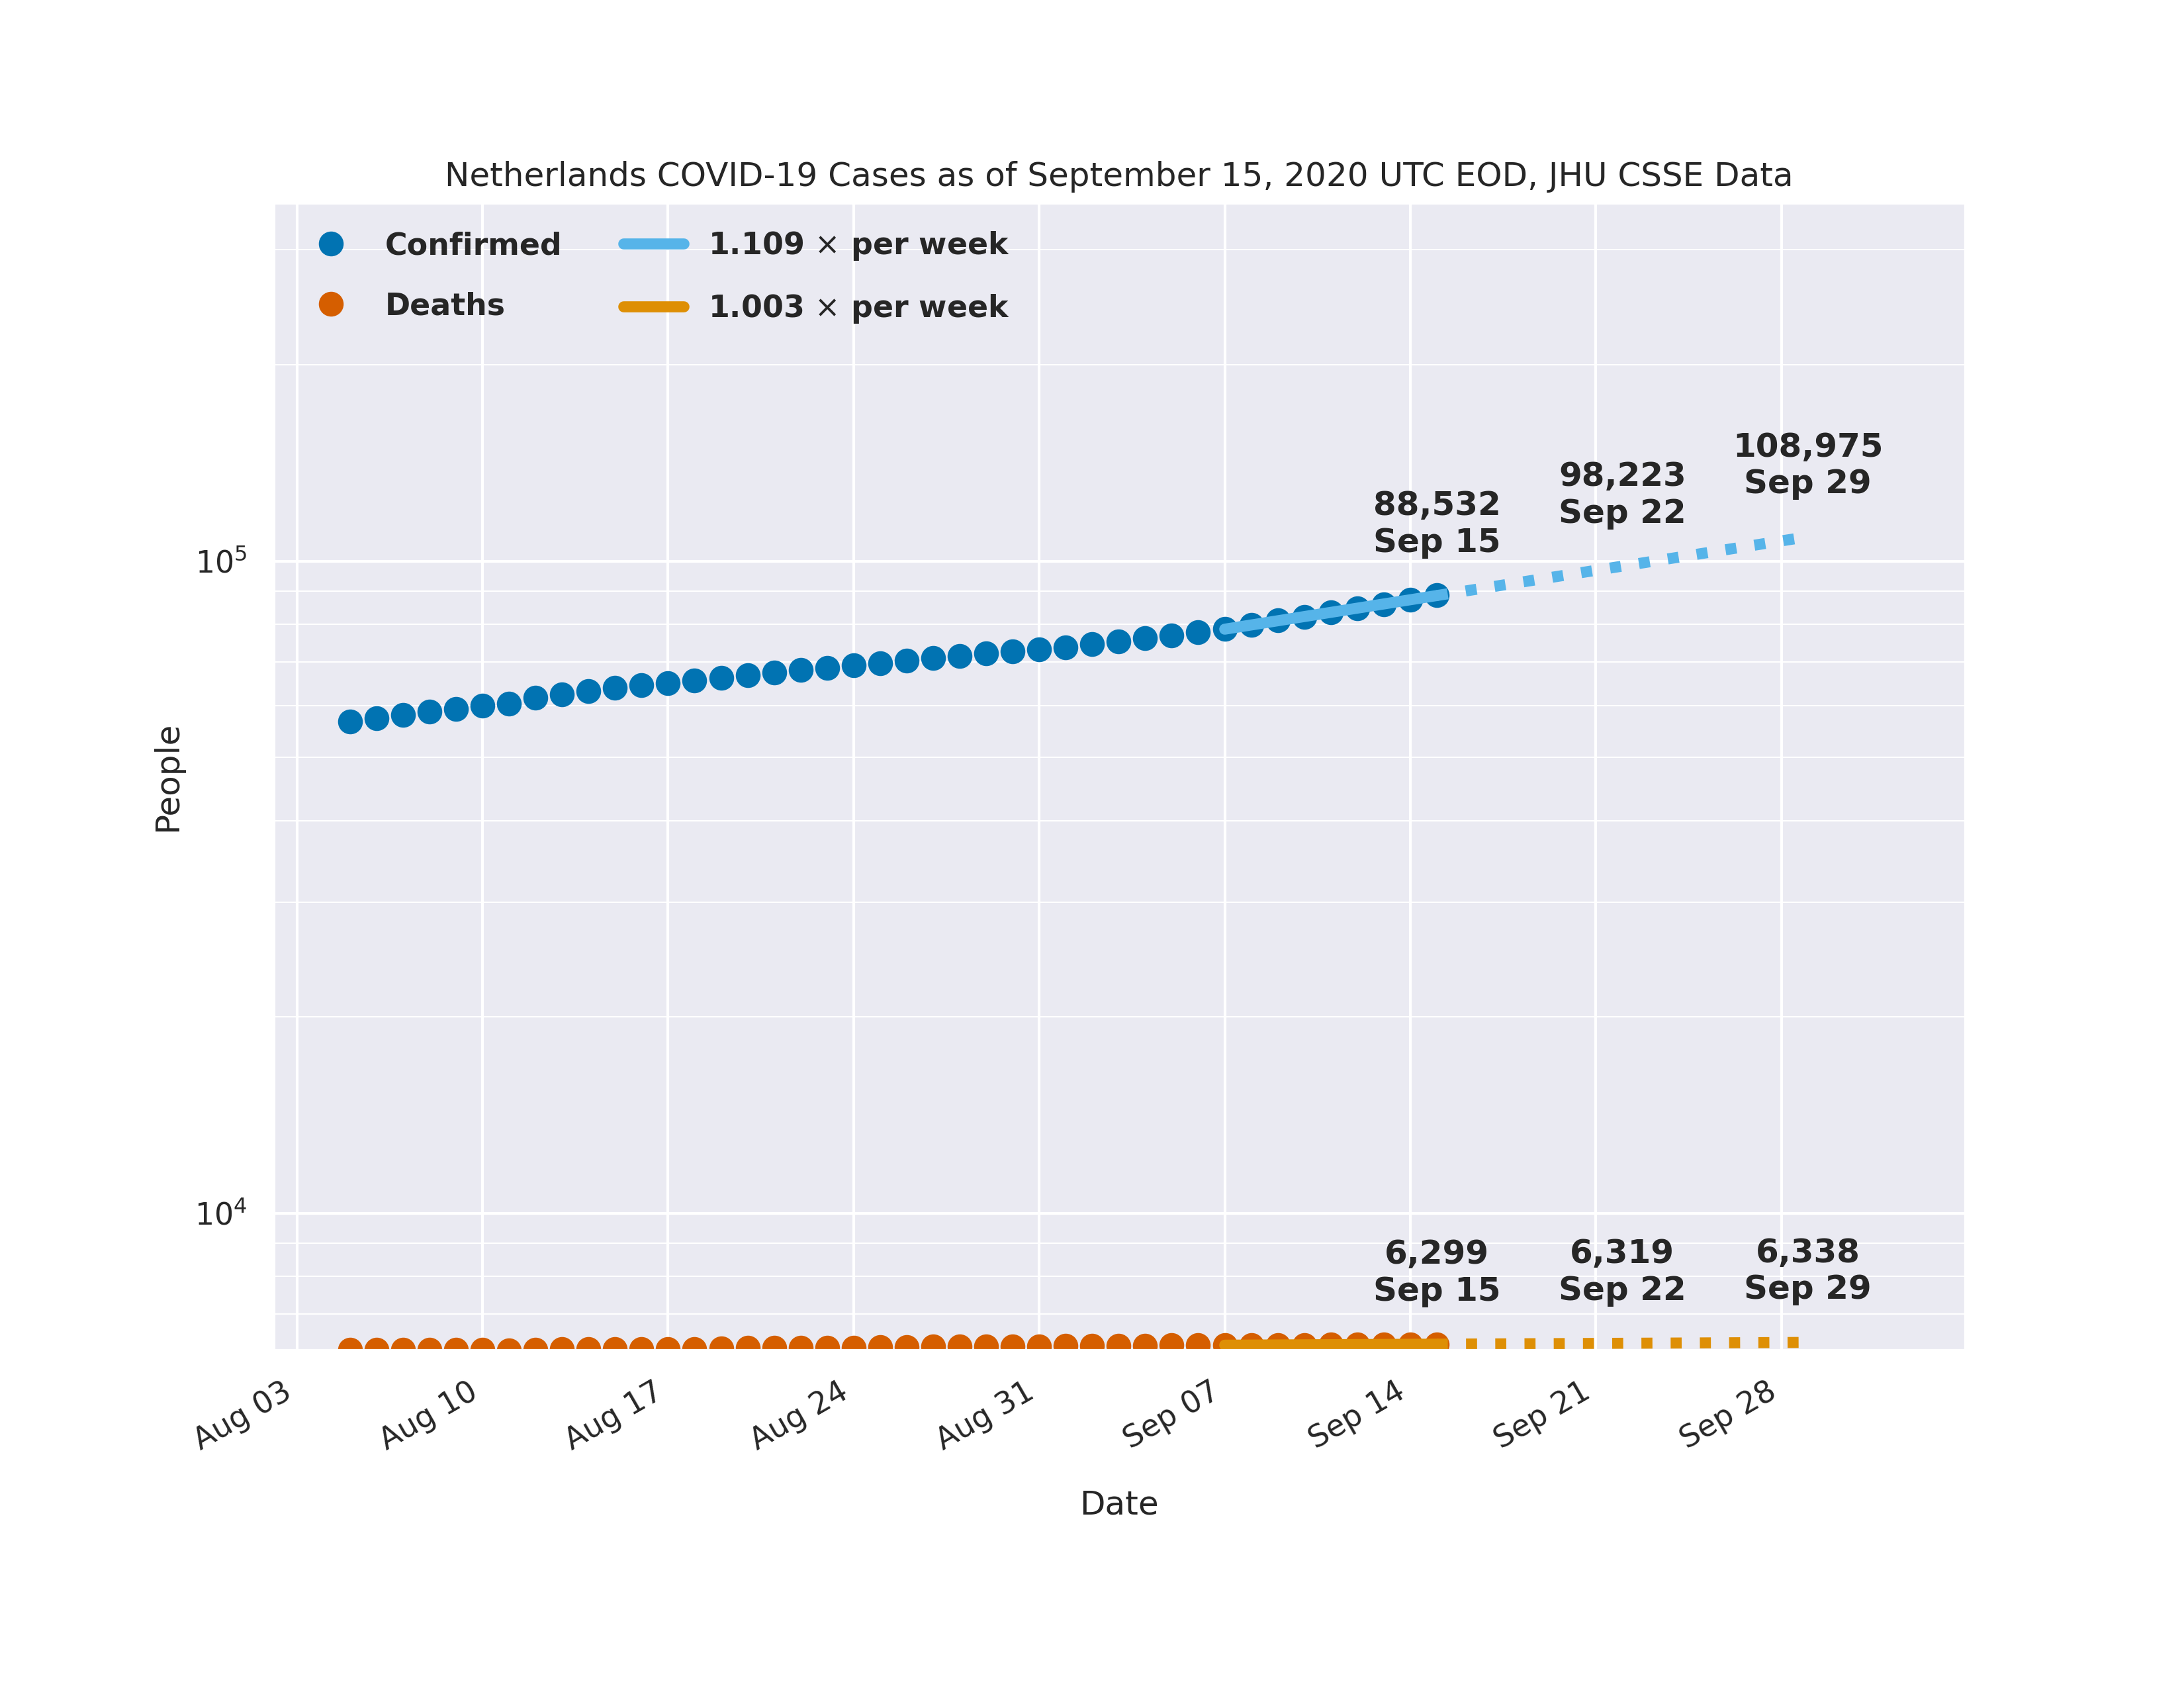 Netherlands COVID-19 Cases as of September 15, 2020 UTC EOD, JHU CSSE Data
Confirmed
Deaths
1.109 × per week
1.003 × per week
108,975
Sep 29
98,223
Sep 22
88,532
Sep 15
10⁵
People
10⁴
6,299
Sep 15
6,319
Sep 22
6,338
Sep 29
Aug 03
Aug 10
Aug 17
Aug 24
Aug 31
Sep 07
Sep 14
Sep 21
Sep 28
Date